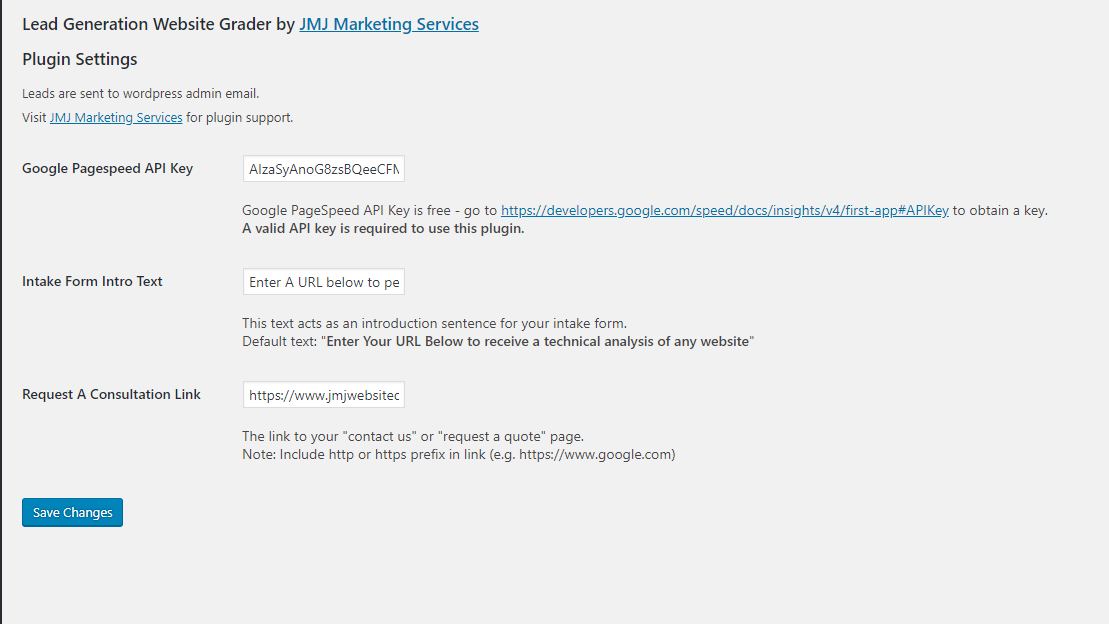 Lead Generation Website Grader by JMJ Marketing Services
Plugin Settings
Leads are sent to wordpress admin email.
Visit JMJ Marketing Services for plugin support.
Google Pagespeed API Key
AIzaSyAnoG8zsBQeeCFM
Google PageSpeed API Key is free - go to https://developers.google.com/speed/docs/insights/v4/first-app#APIKey to obtain a key.
A valid API key is required to use this plugin.
Intake Form Intro Text
Enter A URL below to pe
This text acts as an introduction sentence for your intake form.
Default text: "Enter Your URL Below to receive a technical analysis of any website"
Request A Consultation Link
https://www.jmjwebsitec
The link to your "contact us" or "request a quote" page.
Note: Include http or https prefix in link (e.g. https://www.google.com)
Save Changes